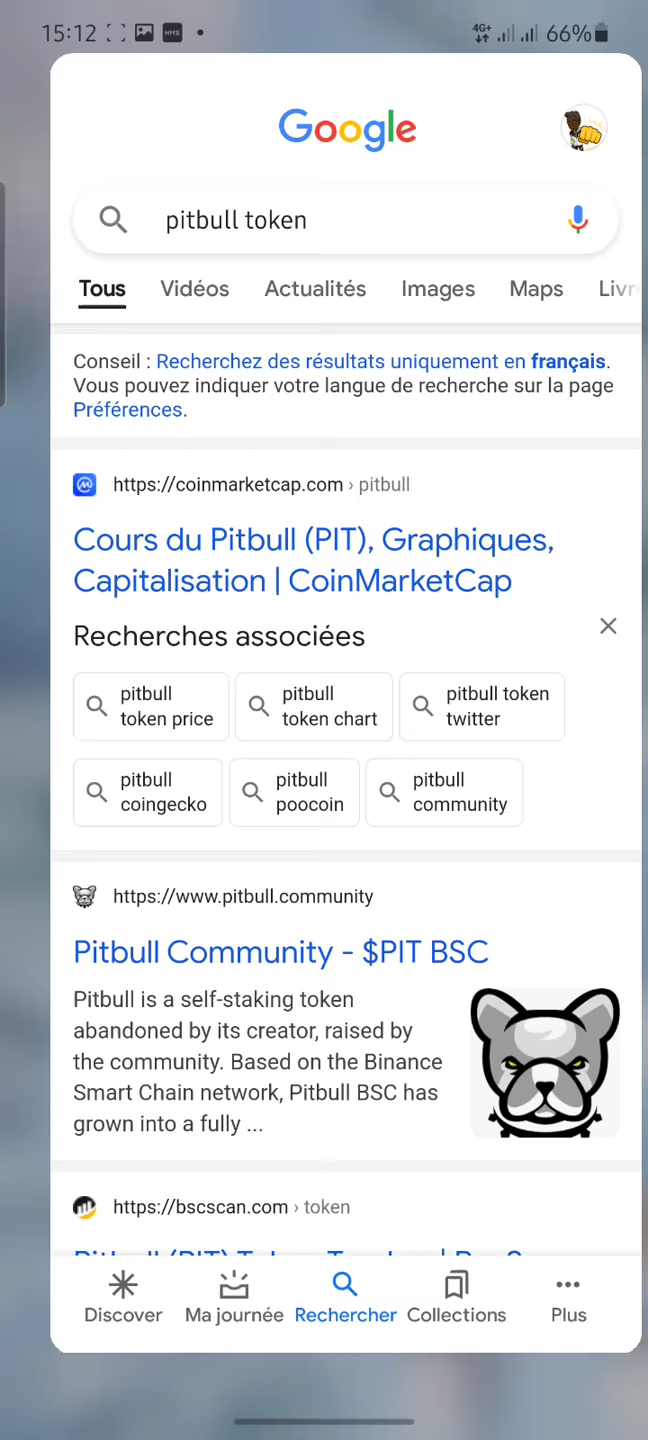 15:12
HMS
4G+
66%
Google
pitbull token
Tous Vidéos Actualités Images Maps Livr
Conseil : Recherchez des résultats uniquement en français.
Vous pouvez indiquer votre langue de recherche sur la page
Préférences.
https://coinmarketcap.com › pitbull
Cours du Pitbull (PIT), Graphiques,
Capitalisation | CoinMarketCap
Recherches associées
pitbull
token price
pitbull
token chart
pitbull token
twitter
pitbull
coingecko
pitbull
poocoin
pitbull
community
https://www.pitbull.community
Pitbull Community - $PIT BSC
Pitbull is a self-staking token
abandoned by its creator, raised by
the community. Based on the Binance
Smart Chain network, Pitbull BSC has
grown into a fully ...
https://bscscan.com › token
Pitbull (PIT) Token
Discover Ma journée Rechercher Collections Plus